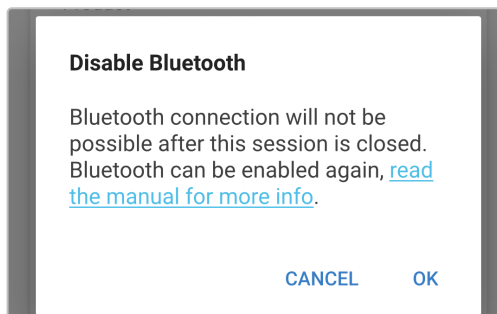 Disable Bluetooth
Bluetooth connection will not be
possible after this session is closed.
Bluetooth can be enabled again, read
the manual for more info.
CANCEL OK